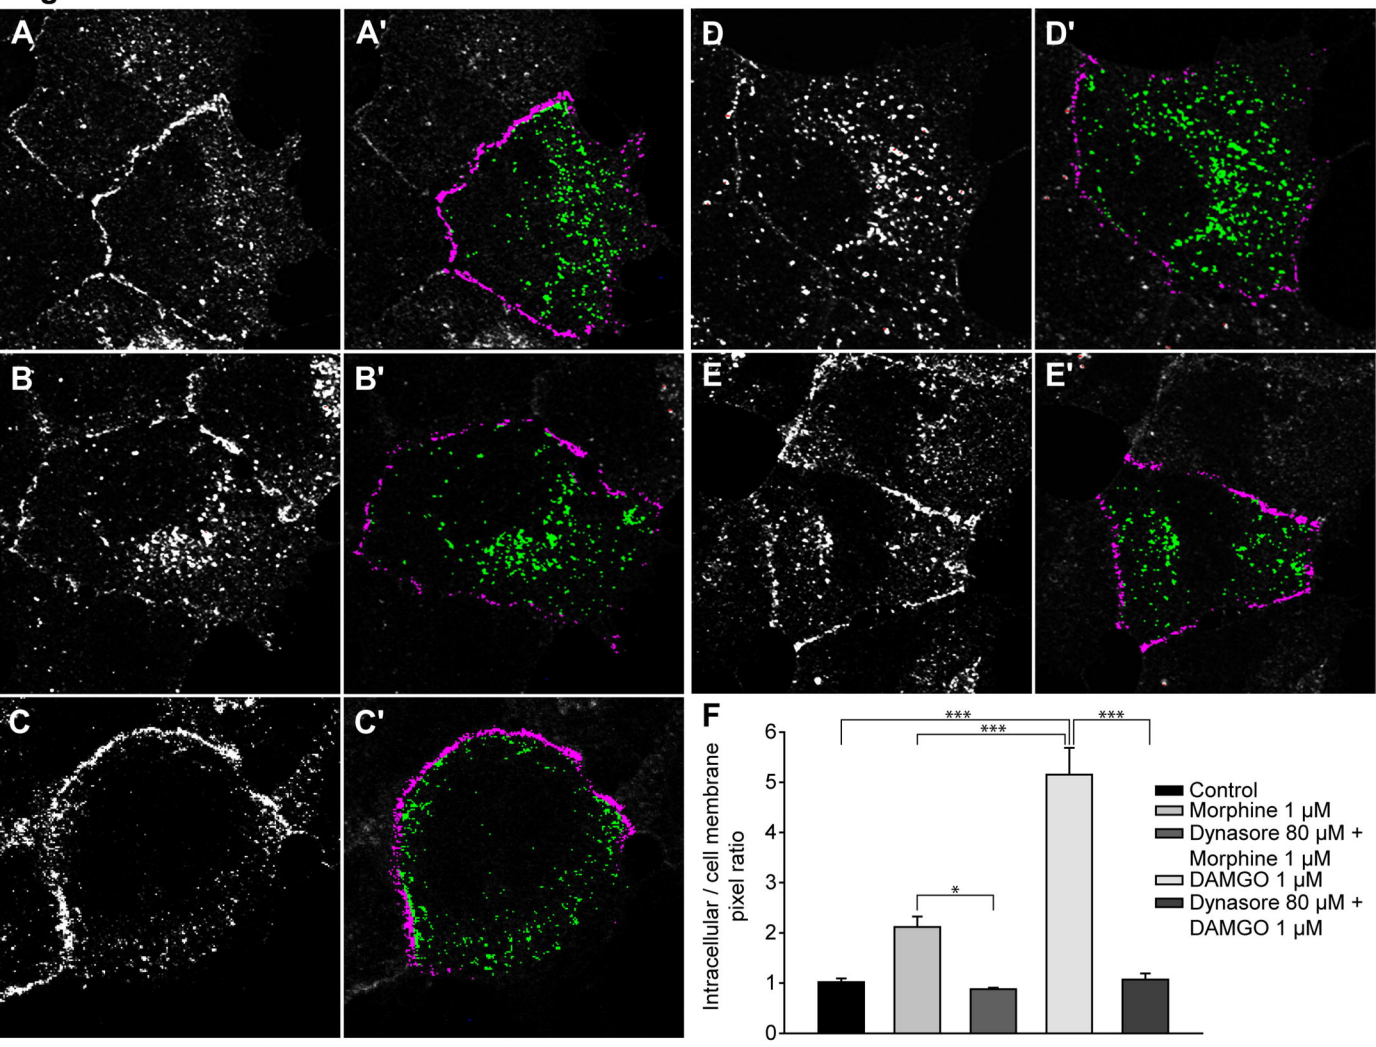 A
A'
D
D'
B
B'
E
E'
C
C'
F
***
***
***
*
6
5
4
3
2
1
0
Intracellular / cell membrane
pixel ratio
Control
Morphine 1 µM
Dynasore 80 µM +
Morphine 1 µM
DAMGO 1 µM
Dynasore 80 µM +
DAMGO 1 µM